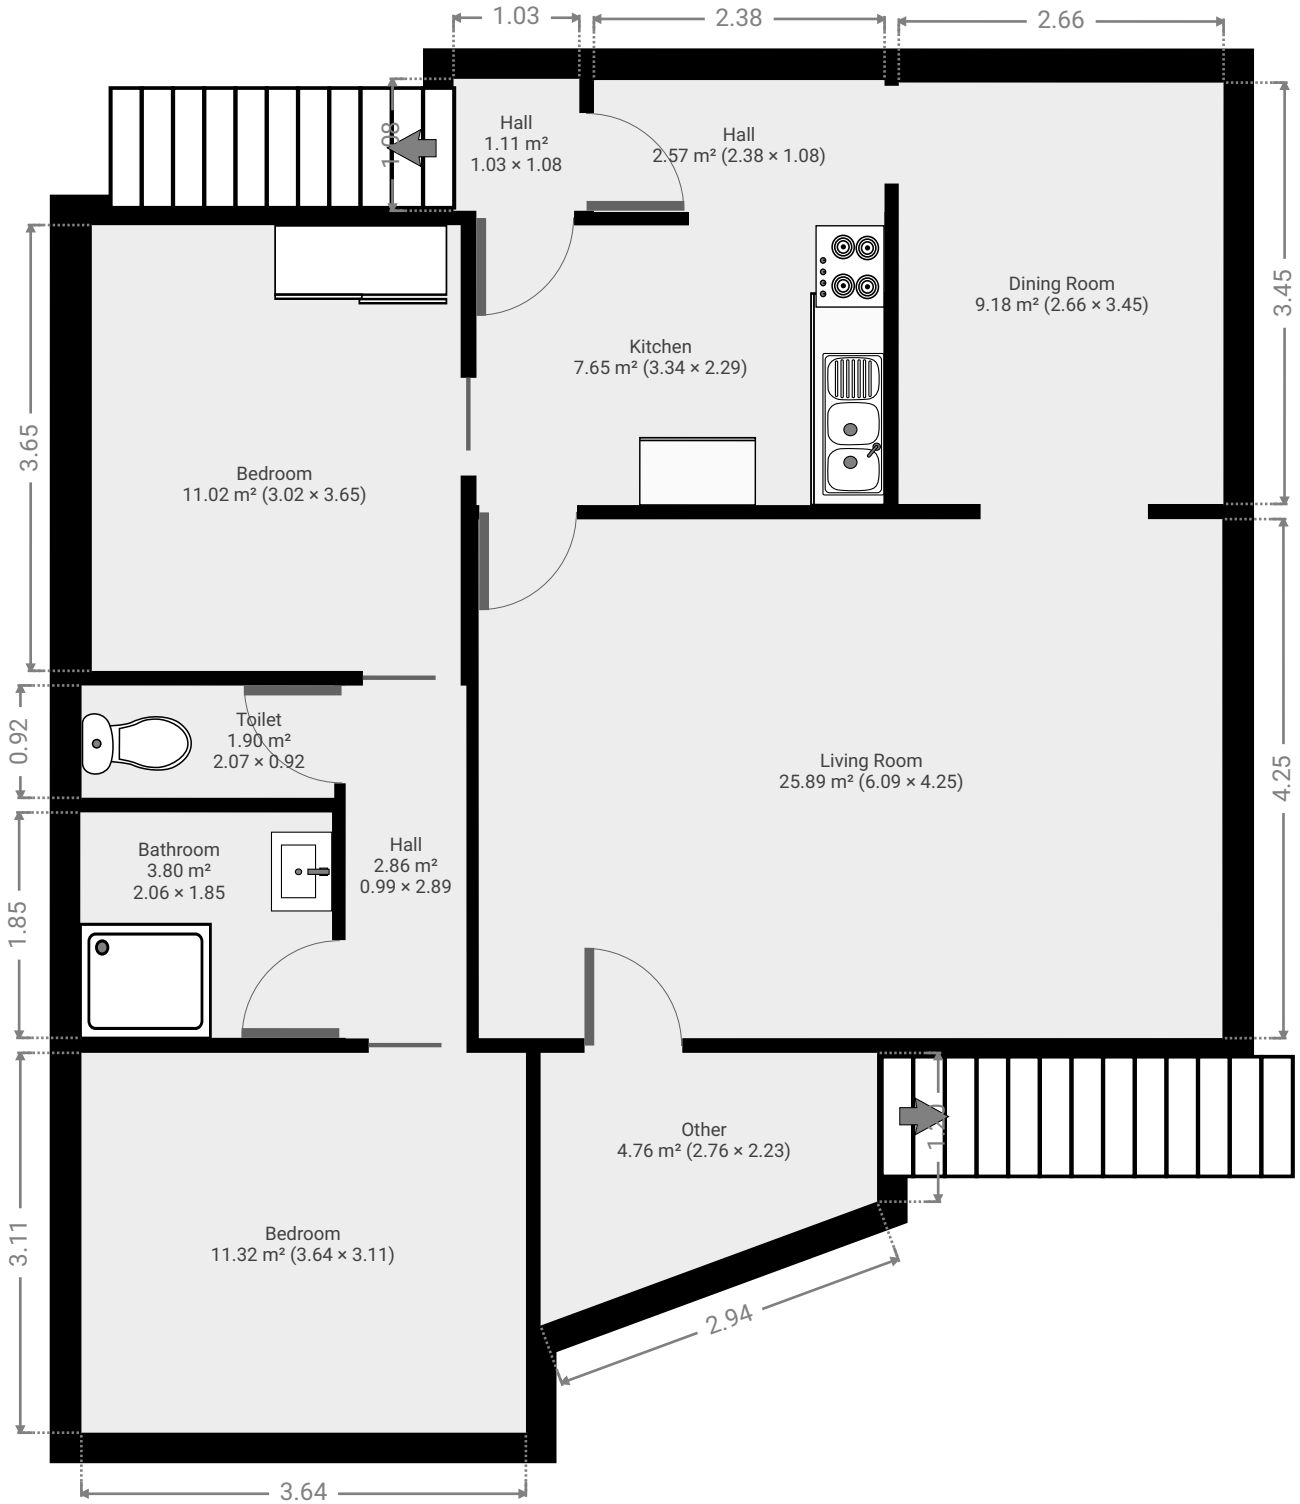 1.03
2.38
2.66
1.08
Hall
1.11 m²
1.03 × 1.08
Hall
2.57 m² (2.38 × 1.08)
3.45
Dining Room
9.18 m² (2.66 × 3.45)
Kitchen
7.65 m² (3.34 × 2.29)
3.65
Bedroom
11.02 m² (3.02 × 3.65)
0.92
Toilet
1.90 m²
2.07 × 0.92
Living Room
25.89 m² (6.09 × 4.25)
4.25
1.85
Bathroom
3.80 m²
2.06 × 1.85
Hall
2.86 m²
0.99 × 2.89
Other
4.76 m² (2.76 × 2.23)
3.11
Bedroom
11.32 m² (3.64 × 3.11)
2.94
3.64